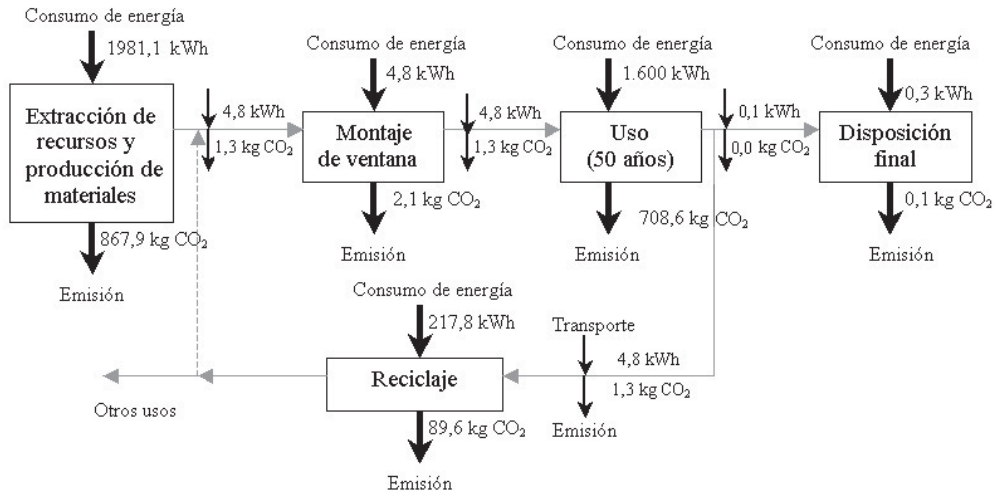 Consumo de energía
1981,1 kWh
Extracción de
recursos y
producción de
materiales
867,9 kg CO₂
Emisión
4,8 kWh
1,3 kg CO₂
Consumo de energía
4,8 kWh
Montaje
de ventana
2,1 kg CO₂
Emisión
4,8 kWh
1,3 kg CO₂
Consumo de energía
1.600 kWh
Uso
(50 años)
708,6 kg CO₂
Emisión
0,1 kWh
0,0 kg CO₂
Consumo de energía
0,3 kWh
Disposición
final
0,1 kg CO₂
Emisión
Consumo de energía
217,8 kWh
Reciclaje
89,6 kg CO₂
Emisión
Transporte
4,8 kWh
1,3 kg CO₂
Emisión
Otros usos